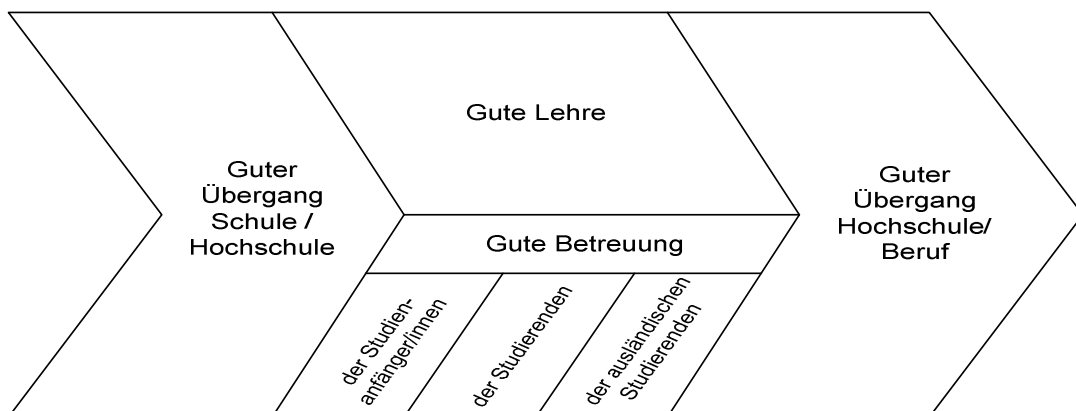 Guter
Übergang
Schule /
Hochschule
Gute Lehre
Gute Betreuung
der Studien-
anfänger/innen
der Studierenden
der ausländischen
Studierenden
Guter
Übergang
Hochschule/
Beruf